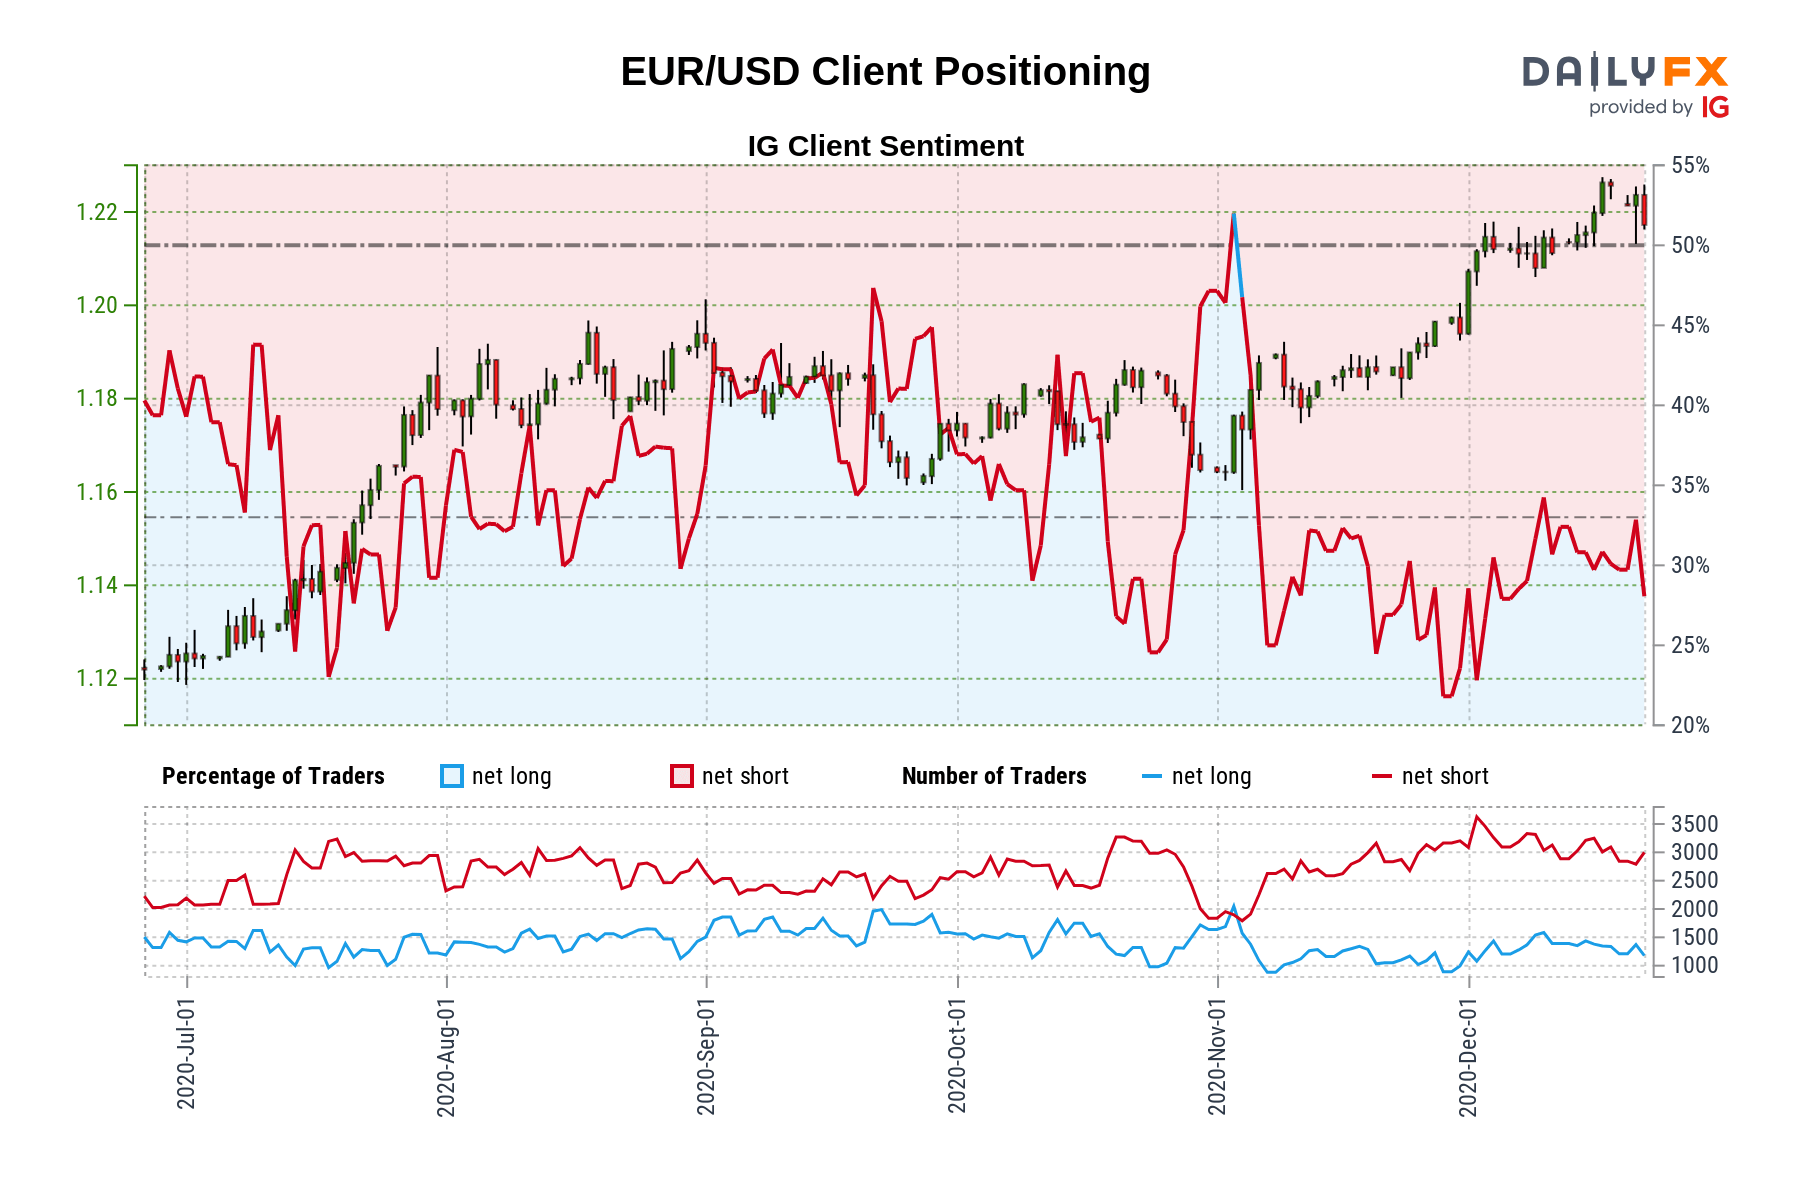 EUR/USD Client Positioning
DAILYFX
provided by IG
IG Client Sentiment
1.22
1.20
1.18
1.16
1.14
1.12
55%
50%
45%
40%
35%
30%
25%
20%
Percentage of Traders net long net short Number of Traders net long net short
3500
3000
2500
2000
1500
1000
2020-Jul-01
2020-Aug-01
2020-Sep-01
2020-Oct-01
2020-Nov-01
2020-Dec-01